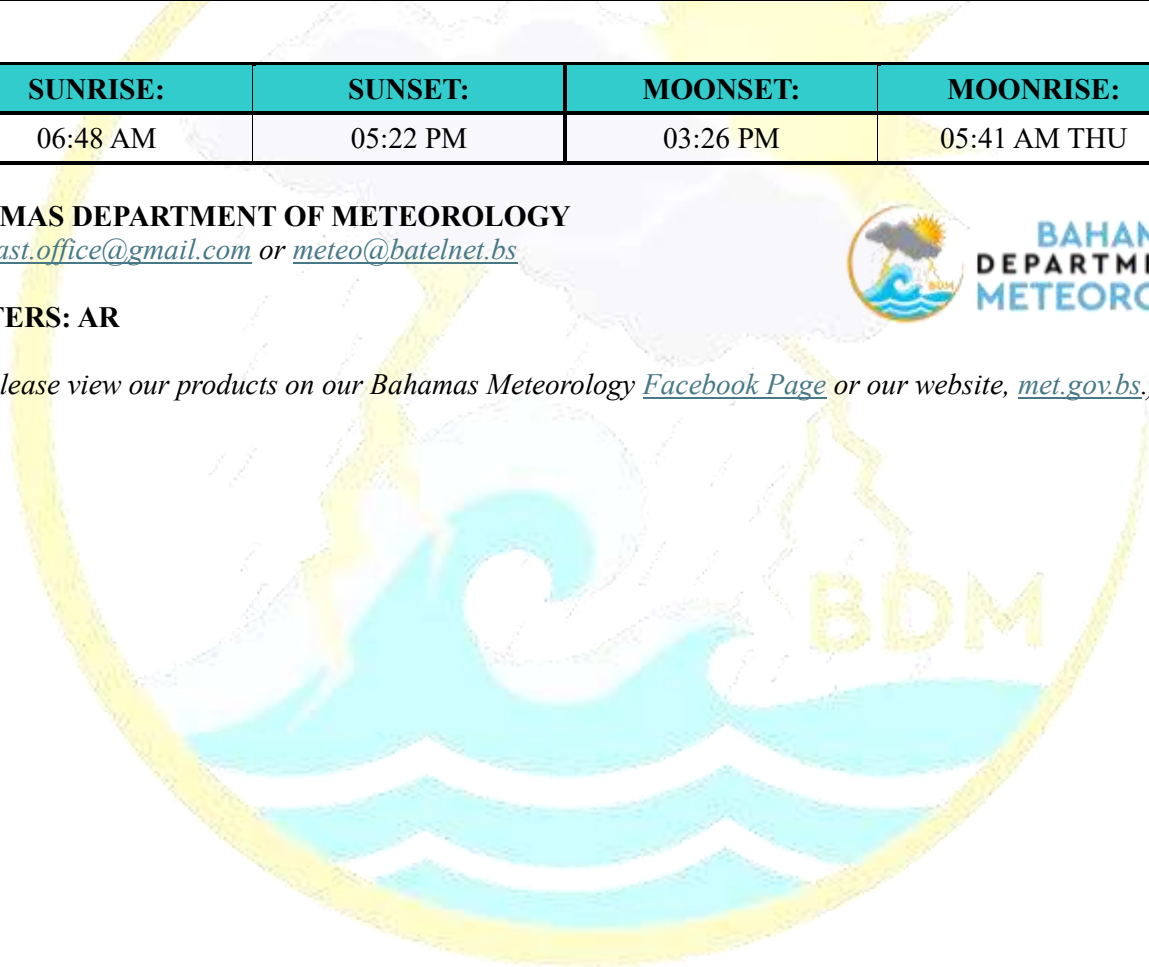 SUNRISE: SUNSET: MOONSET: MOONRISE:
06:48 AM 05:22 PM 03:26 PM 05:41 AM THU
MAS DEPARTMENT OF METEOROLOGY
ast.office@gmail.com or meteo@batelnet.bs
BAHAM
DEPARTME
METEORO
BDM
TERS: AR
lease view our products on our Bahamas Meteorology Facebook Page or our website, met.gov.bs.
BDM